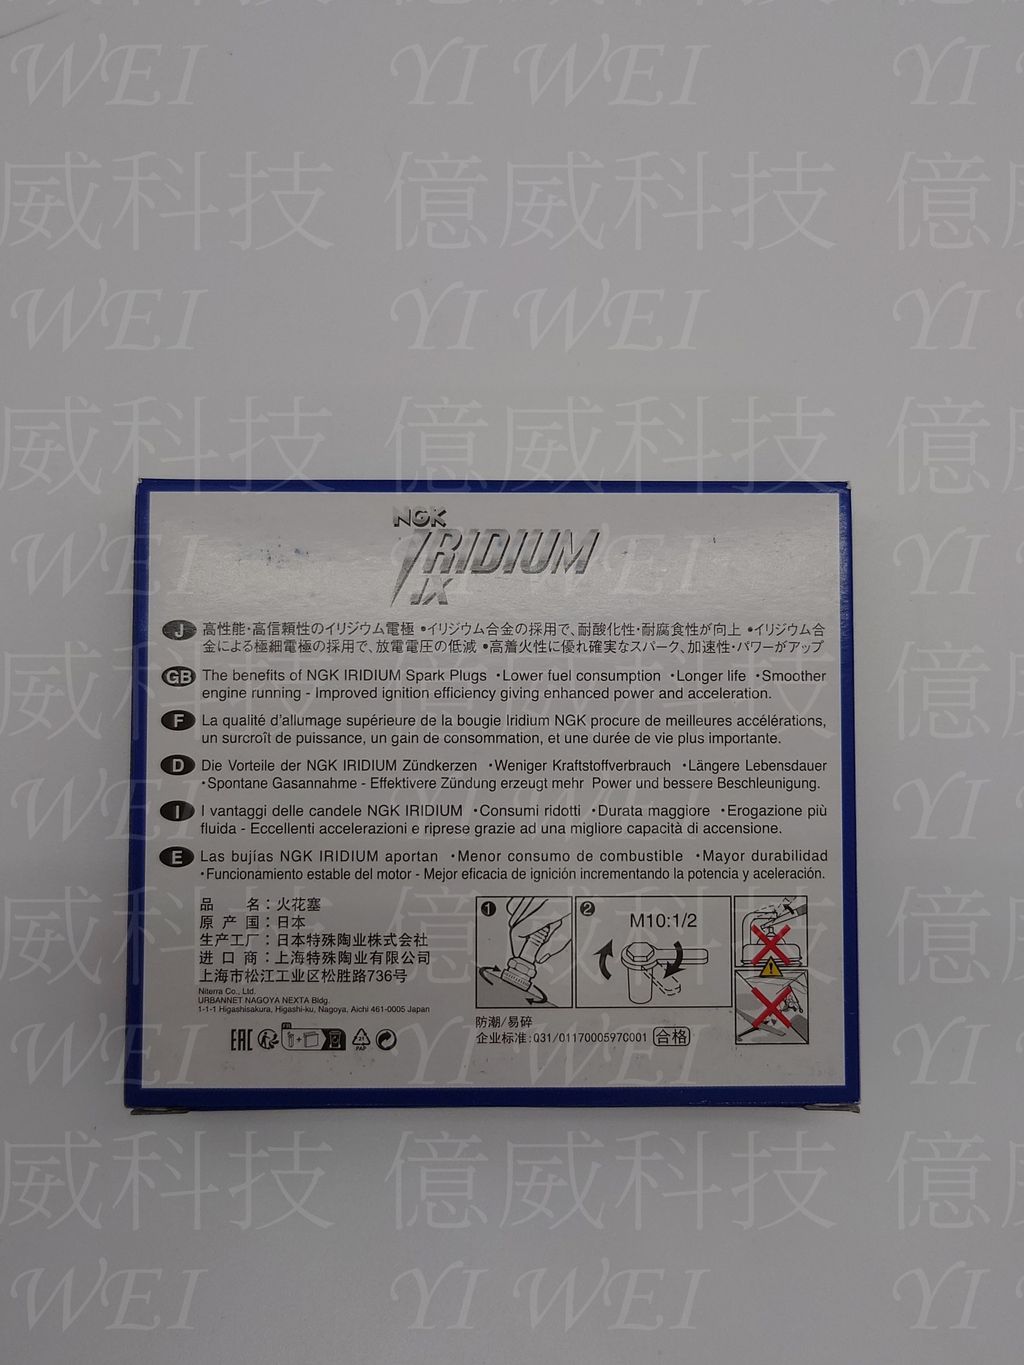 NGK
IRIDIUM
IX
J 高性能・高信頼性のイリジウム電極 •イリジウム合金の採用で、耐酸化性・耐腐食性が向上 •イリジウム合
金による極細電極の採用で、放電電圧の低減 •高着火性に優れ確実なスパーク、加速性・パワーがアップ
GB The benefits of NGK IRIDIUM Spark Plugs •Lower fuel consumption •Longer life •Smoother
engine running - Improved ignition efficiency giving enhanced power and acceleration.
F La qualité d'allumage supérieure de la bougie Iridium NGK procure de meilleures accélérations,
un surcroît de puissance, un gain de consommation, et une durée de vie plus importante.
D Die Vorteile der NGK IRIDIUM Zündkerzen •Weniger Kraftstoffverbrauch •Längere Lebensdauer
•Spontane Gasannahme - Effektivere Zündung erzeugt mehr Power und bessere Beschleunigung.
I I vantaggi delle candele NGK IRIDIUM •Consumi ridotti •Durata maggiore •Erogazione più
fluida - Eccellenti accelerazioni e riprese grazie ad una migliore capacità di accensione.
E Las bujías NGK IRIDIUM aportan •Menor consumo de combustible •Mayor durabilidad
•Funcionamiento estable del motor - Mejor eficacia de ignición incrementando la potencia y aceleración.
品 名：火花塞
原 产 国：日本
生产工厂：日本特殊陶业株式会社
进 口 商：上海特殊陶业有限公司
上海市松江工业区松胜路736号
Niterra Co., Ltd.
URBANNET NAGOYA NEXTA Bldg.
1-1-1 Higashisakura, Higashi-ku, Nagoya, Aichi 461-0005 Japan
EAC
21
PAP
1
2
M10:1/2
防潮/易碎
企业标准:Q31/0117000597C001 合格
YI WEI
億威科技